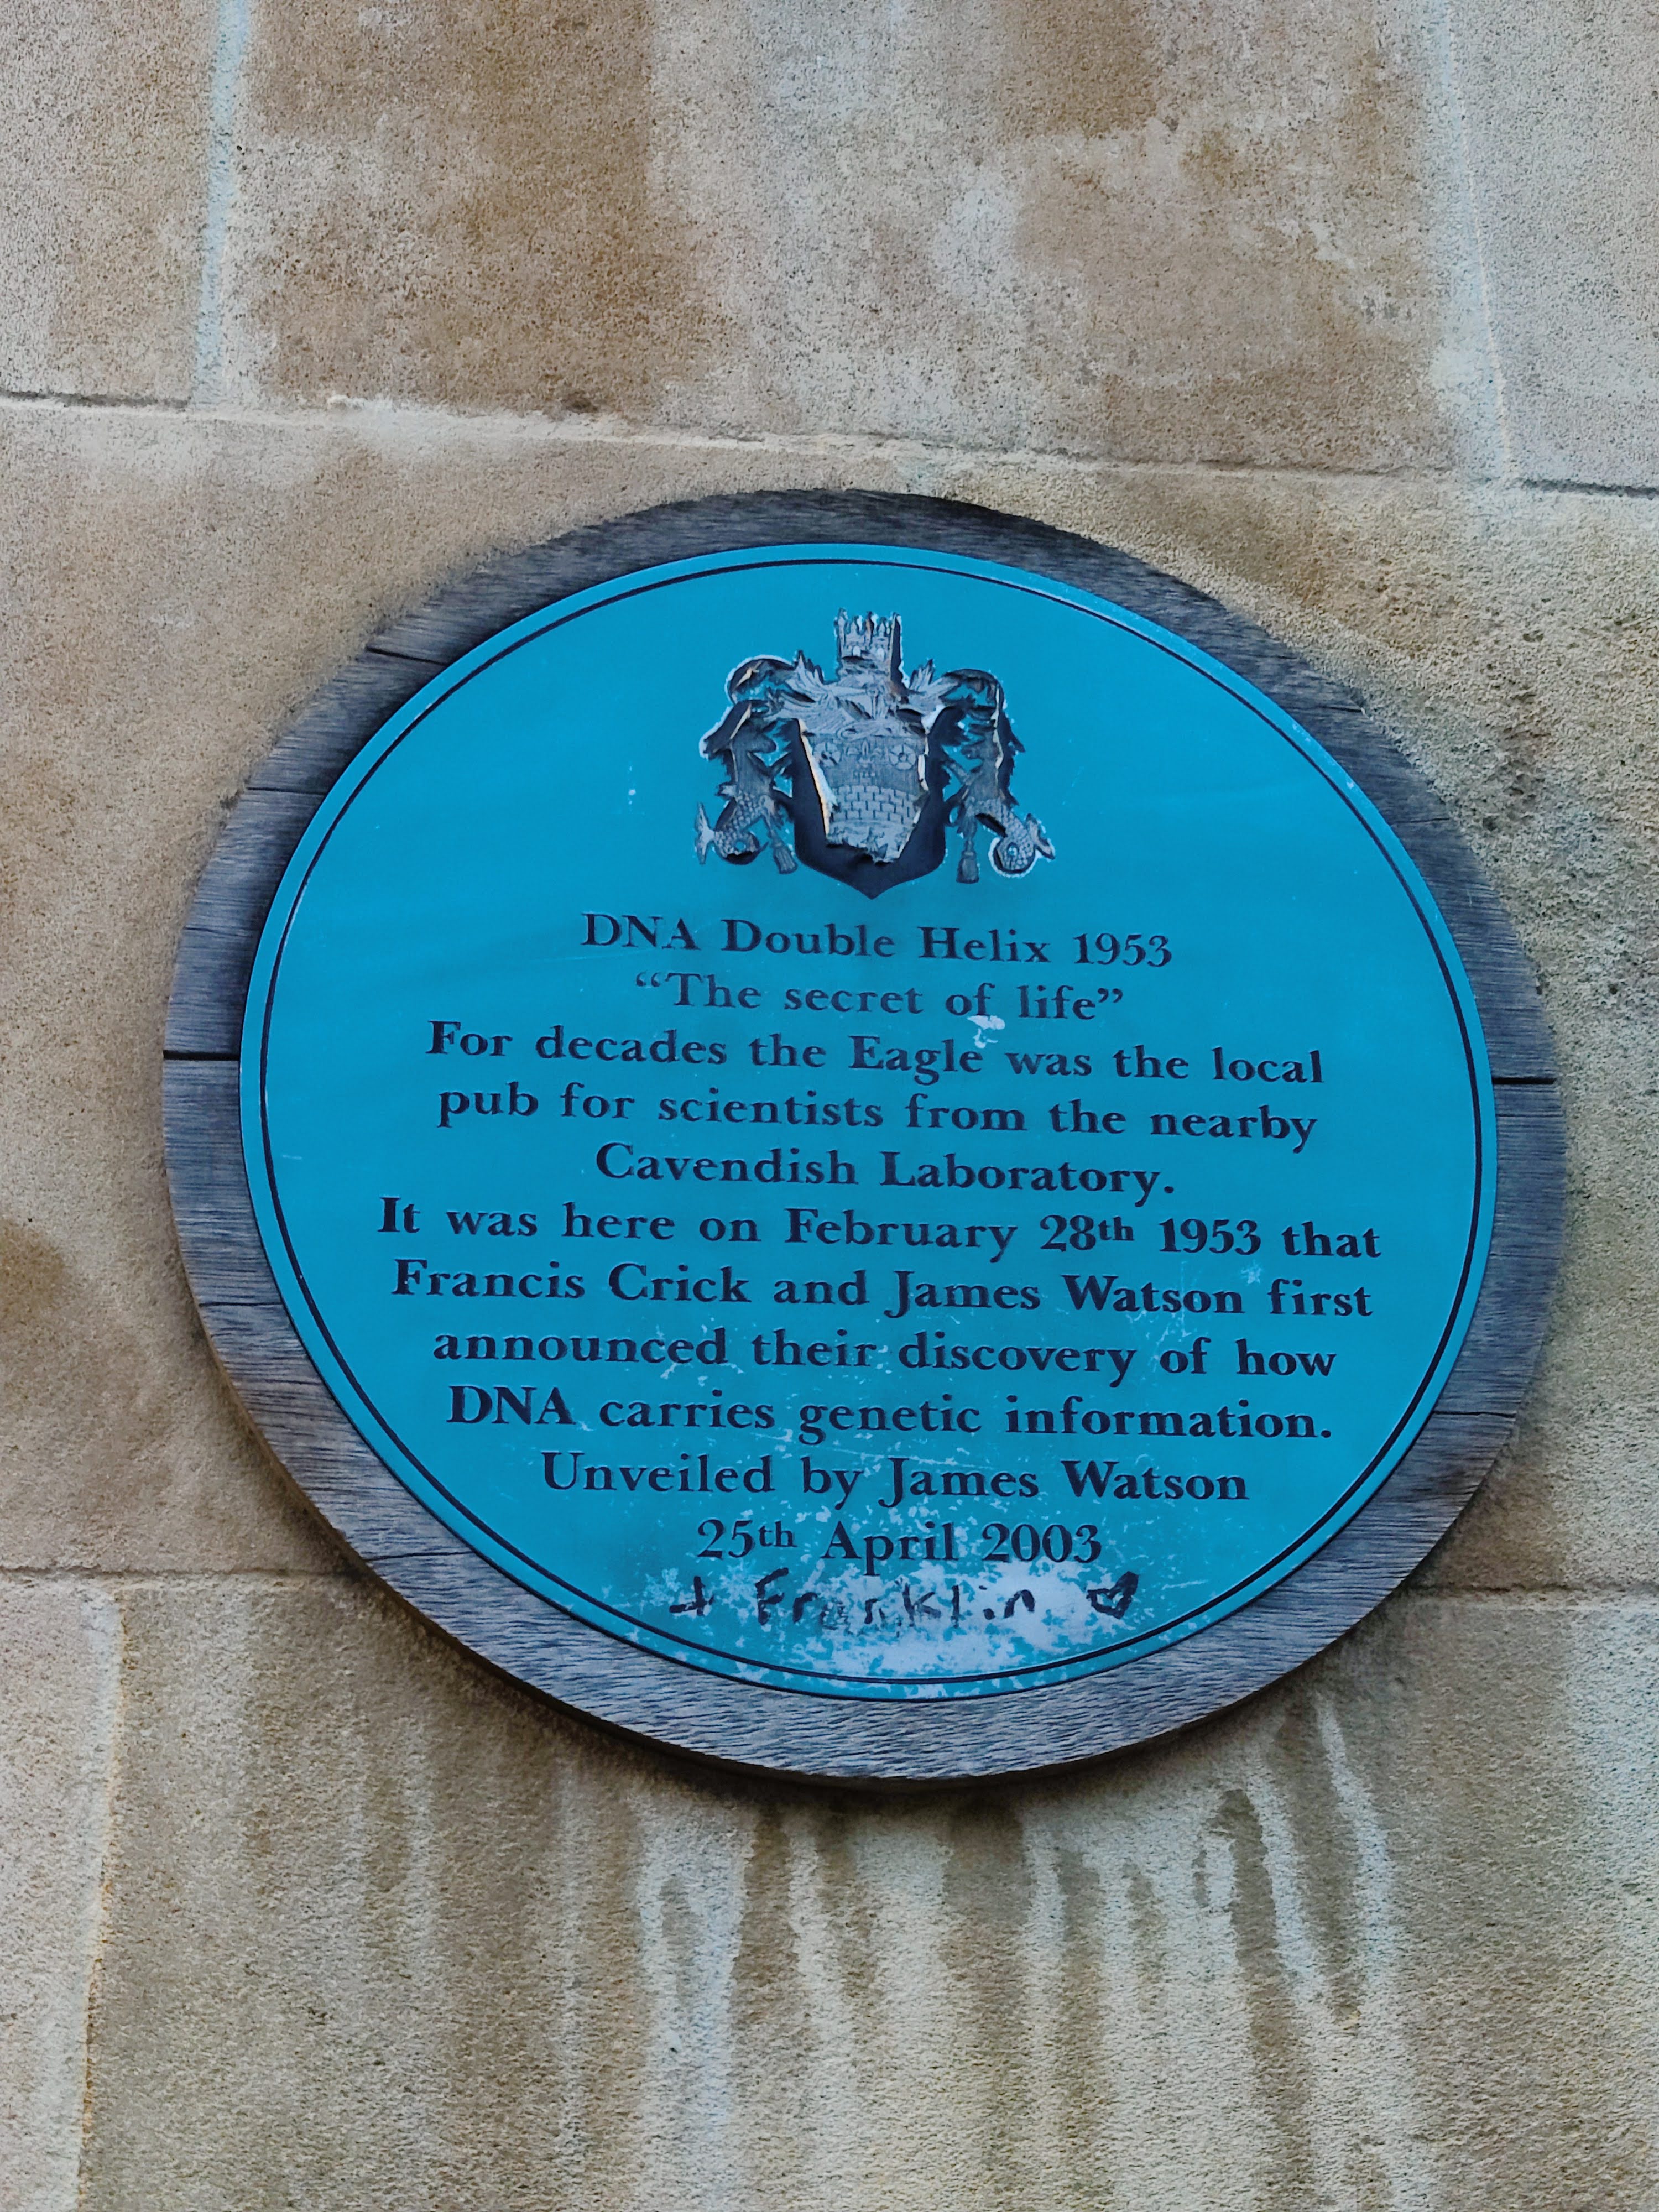 DNA Double Helix 1953
“The secret of life”
For decades the Eagle was the local
pub for scientists from the nearby
Cavendish Laboratory.
It was here on February 28th 1953 that
Francis Crick and James Watson first
announced their discovery of how
DNA carries genetic information.
Unveiled by James Watson
25th April 2003
+ Franklin ♡